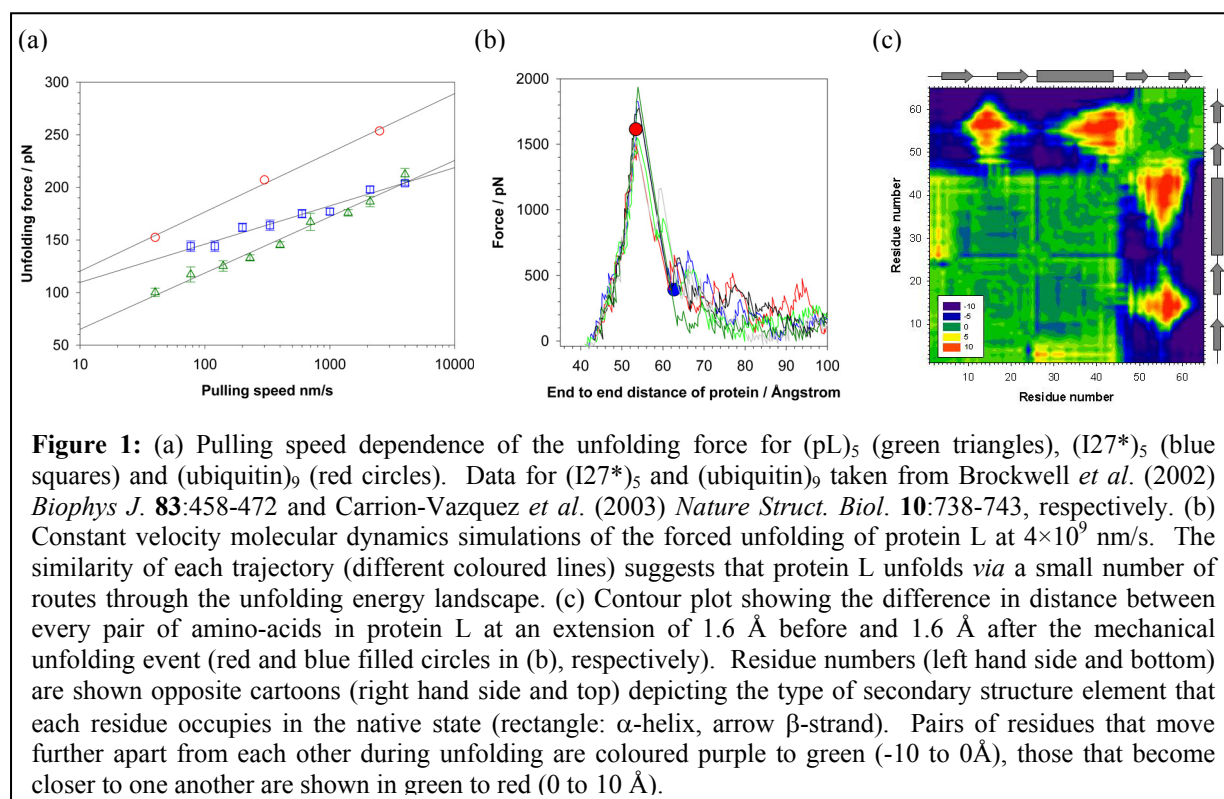 (a)
(b)
(c)
300
250
200
150
100
50
10
100
1000
10000
Unfolding force / pN
Pulling speed nm/s
2000
1500
1000
500
0
40
50
60
70
80
90
100
Force / pN
End to end distance of protein / Ångstrom
60
50
40
30
20
10
10
20
30
40
50
60
Residue number
Residue number
-10
-5
0
5
10
Figure 1: (a) Pulling speed dependence of the unfolding force for (pL)5 (green triangles), (I27*)5 (blue
squares) and (ubiquitin)9 (red circles). Data for (I27*)5 and (ubiquitin)9 taken from Brockwell et al. (2002)
Biophys J. 83:458-472 and Carrion-Vazquez et al. (2003) Nature Struct. Biol. 10:738-743, respectively. (b)
Constant velocity molecular dynamics simulations of the forced unfolding of protein L at 4×10⁹ nm/s. The
similarity of each trajectory (different coloured lines) suggests that protein L unfolds via a small number of
routes through the unfolding energy landscape. (c) Contour plot showing the difference in distance between
every pair of amino-acids in protein L at an extension of 1.6 Å before and 1.6 Å after the mechanical
unfolding event (red and blue filled circles in (b), respectively). Residue numbers (left hand side and bottom)
are shown opposite cartoons (right hand side and top) depicting the type of secondary structure element that
each residue occupies in the native state (rectangle: α-helix, arrow β-strand). Pairs of residues that move
further apart from each other during unfolding are coloured purple to green (-10 to 0Å), those that become
closer to one another are shown in green to red (0 to 10 Å).